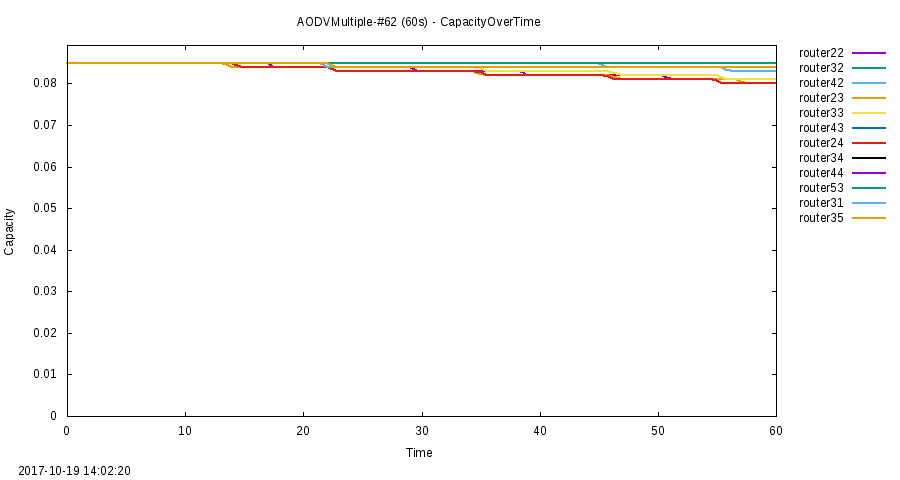 AODVMultiple-#62 (60s) - CapacityOverTime
router22
router32
router42
router23
router33
router43
router24
router34
router44
router53
router31
router35
0.08
0.07
0.06
0.05
0.04
0.03
0.02
0.01
0
Capacity
0 10 20 30 40 50 60
Time
2017-10-19 14:02:20